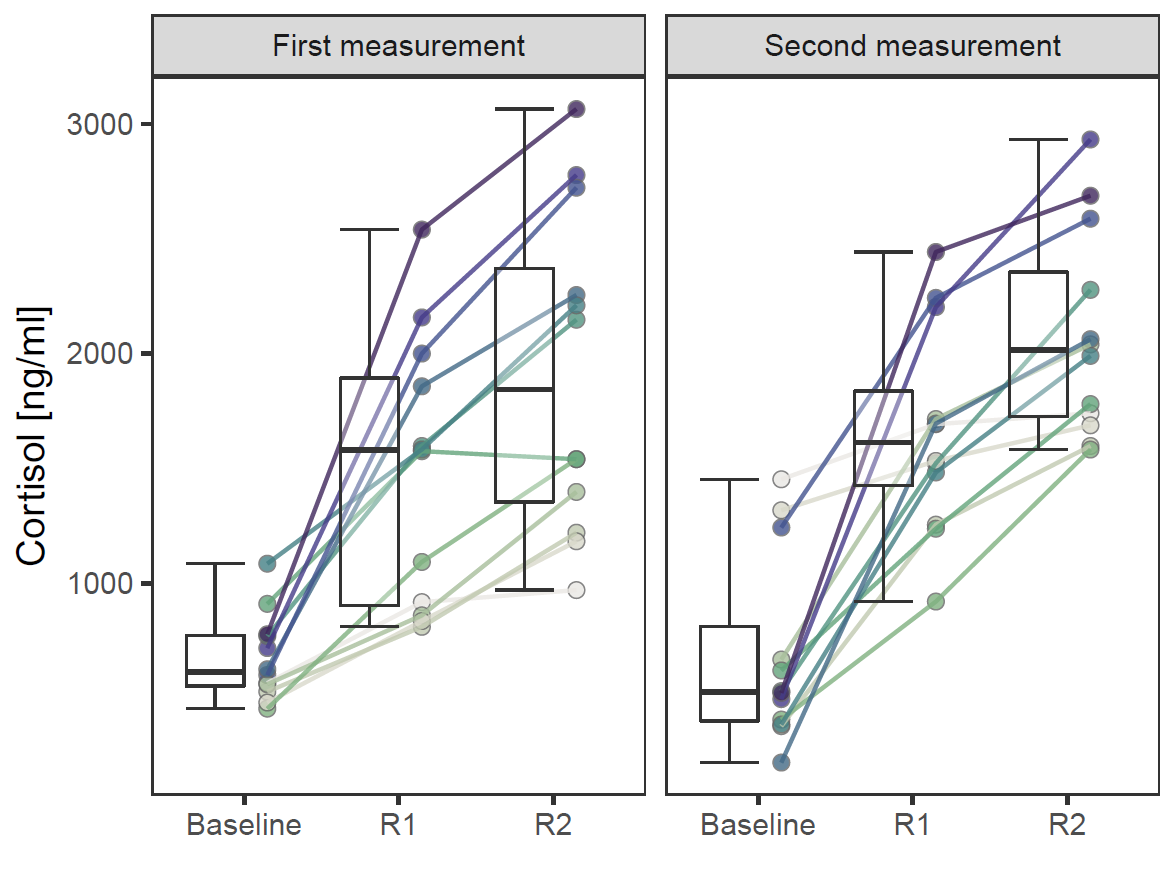 First measurement
Second measurement
Cortisol [ng/ml]
3000
2000
1000
Baseline
R1
R2
Baseline
R1
R2